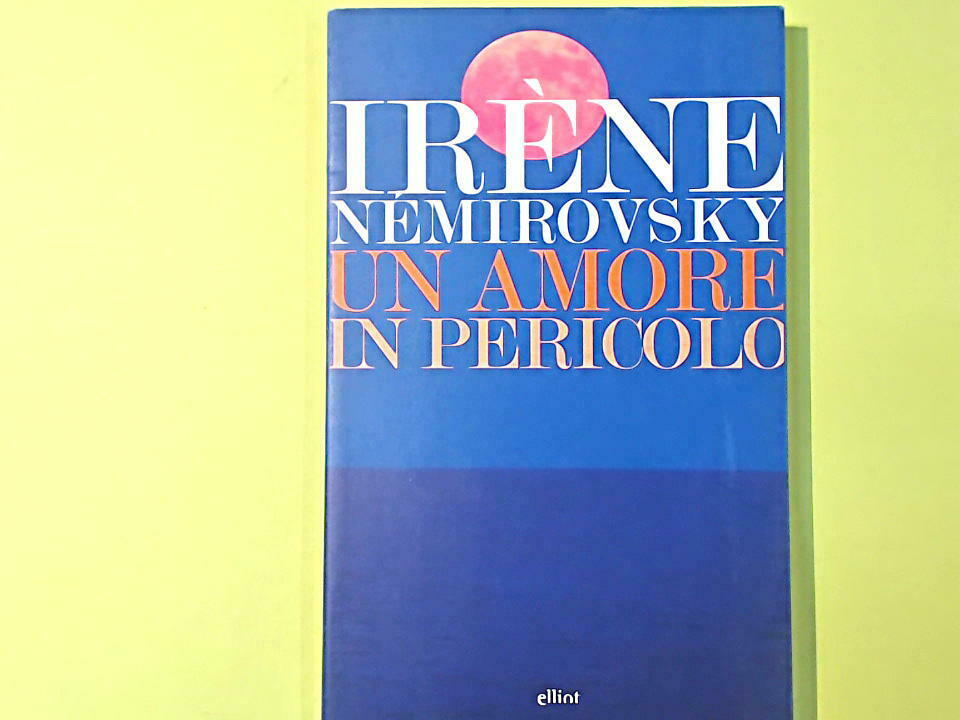 IRÈNE
NÉMIROVSKY
UN AMORE
IN PERICOLO
elliot